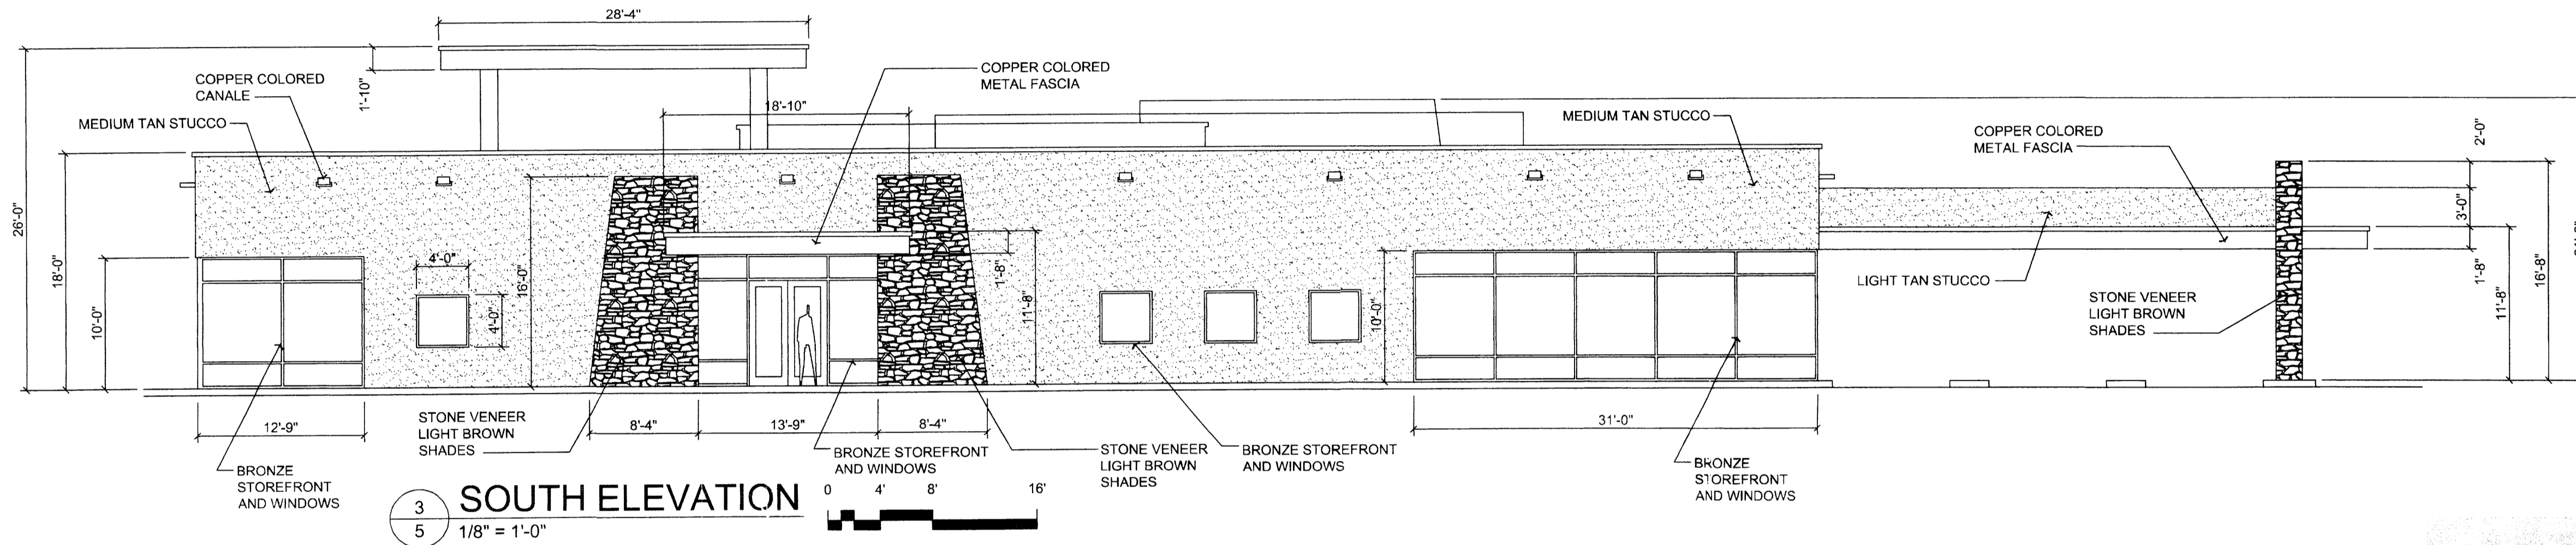 28'-4"
26'-0"
1'-10"
COPPER COLORED
CANALE
MEDIUM TAN STUCCO
COPPER COLORED
METAL FASCIA
18'-10"
MEDIUM TAN STUCCO
COPPER COLORED
METAL FASCIA
2'-0"
18'-0"
10'-0"
4'-0"
4'-0"
16'-0"
1'-8"
11'-8"
10'-0"
LIGHT TAN STUCCO
STONE VENEER
LIGHT BROWN
SHADES
3'-0"
1'-8"
11'-8"
16'-8"
12'-9"
BRONZE
STOREFRONT
AND WINDOWS
STONE VENEER
LIGHT BROWN
SHADES
8'-4"
13'-9"
8'-4"
BRONZE STOREFRONT
AND WINDOWS
STONE VENEER
LIGHT BROWN
SHADES
BRONZE STOREFRONT
AND WINDOWS
31'-0"
BRONZE
STOREFRONT
AND WINDOWS
3
5
SOUTH ELEVATION
1/8" = 1'-0"
0 4' 8' 16'